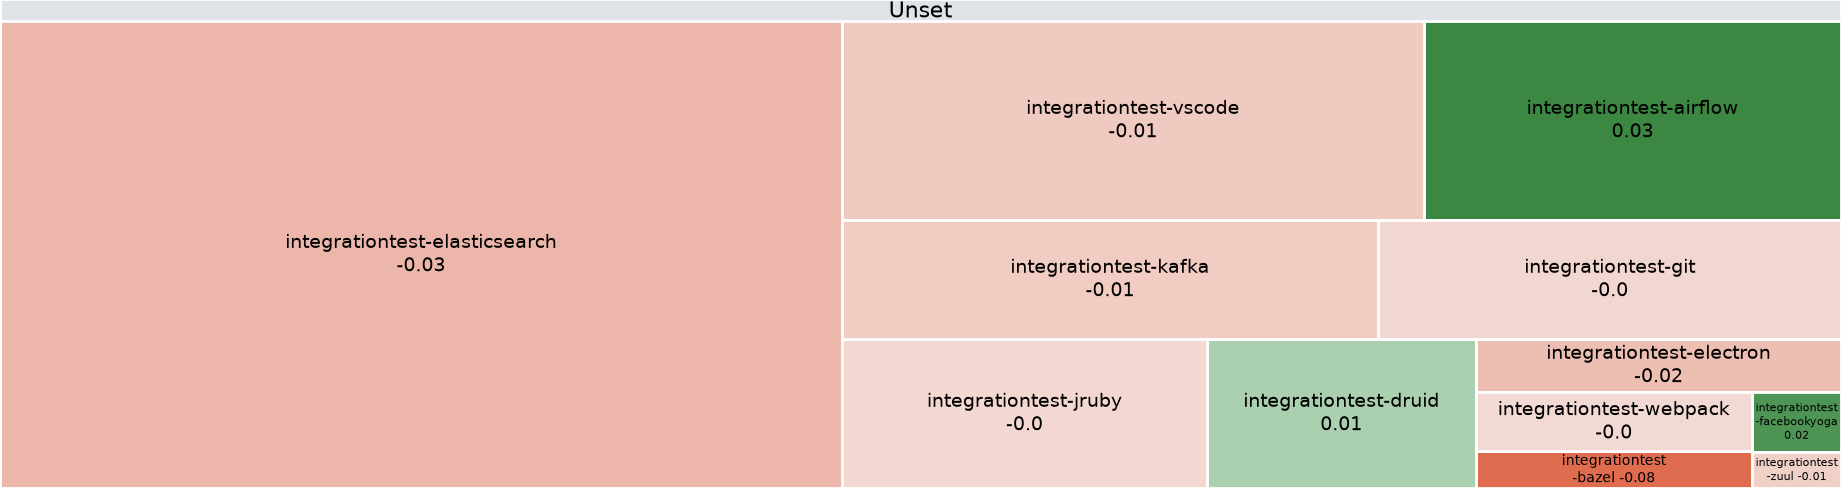 Unset
integrationtest-elasticsearch
-0.03
integrationtest-vscode
-0.01
integrationtest-airflow
0.03
integrationtest-kafka
-0.01
integrationtest-git
-0.0
integrationtest-jruby
-0.0
integrationtest-druid
0.01
integrationtest-electron
-0.02
integrationtest-webpack
-0.0
integrationtest
-facebookyoga
0.02
integrationtest
-bazel -0.08
integrationtest
-zuul -0.01